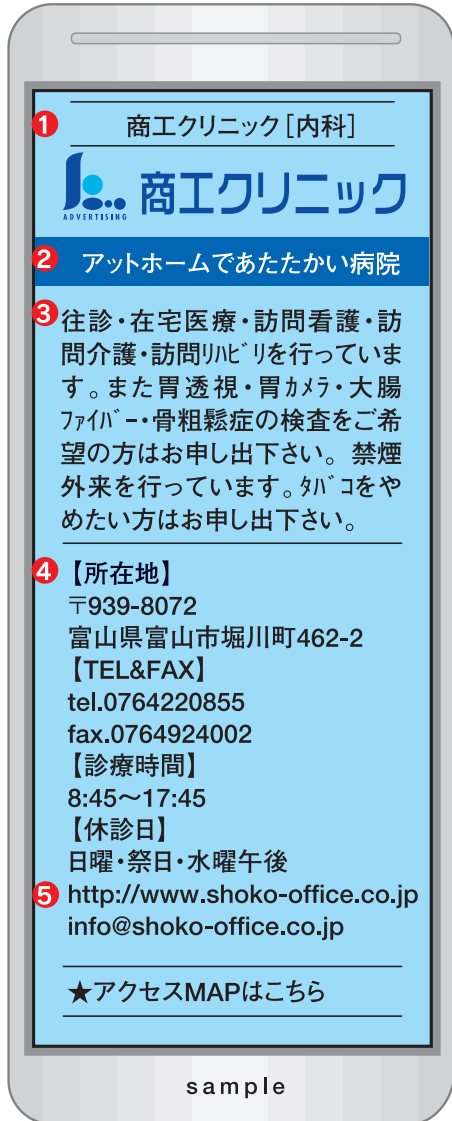 ❶ 商工クリニック［内科］
ADVERTISING
商工クリニック
❷ アットホームであたたかい病院
❸ 往診・在宅医療・訪問看護・訪
問介護・訪問ﾘﾊﾋﾞﾘを行っていま
す。また胃透視・胃ｶﾒﾗ・大腸
ﾌｧｲﾊﾞｰ・骨粗鬆症の検査をご希
望の方はお申し出下さい。禁煙
外来を行っています。ﾀﾊﾞｺをや
めたい方はお申し出下さい。
❹ 【所在地】
〒939-8072
富山県富山市堀川町462-2
【TEL&FAX】
tel.0764220855
fax.0764924002
【診療時間】
8:45〜17:45
【休診日】
日曜・祭日・水曜午後
❺ http://www.shoko-office.co.jp
info@shoko-office.co.jp
★アクセスMAPはこちら
sample